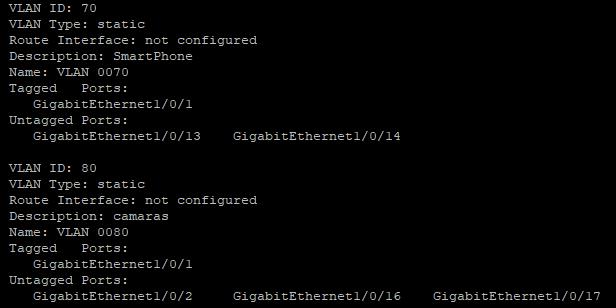 VLAN ID: 70
VLAN Type: static
Route Interface: not configured
Description: SmartPhone
Name: VLAN 0070
Tagged   Ports:
   GigabitEthernet1/0/1
Untagged Ports:
   GigabitEthernet1/0/13    GigabitEthernet1/0/14

VLAN ID: 80
VLAN Type: static
Route Interface: not configured
Description: camaras
Name: VLAN 0080
Tagged   Ports:
   GigabitEthernet1/0/1
Untagged Ports:
   GigabitEthernet1/0/2     GigabitEthernet1/0/16    GigabitEthernet1/0/17